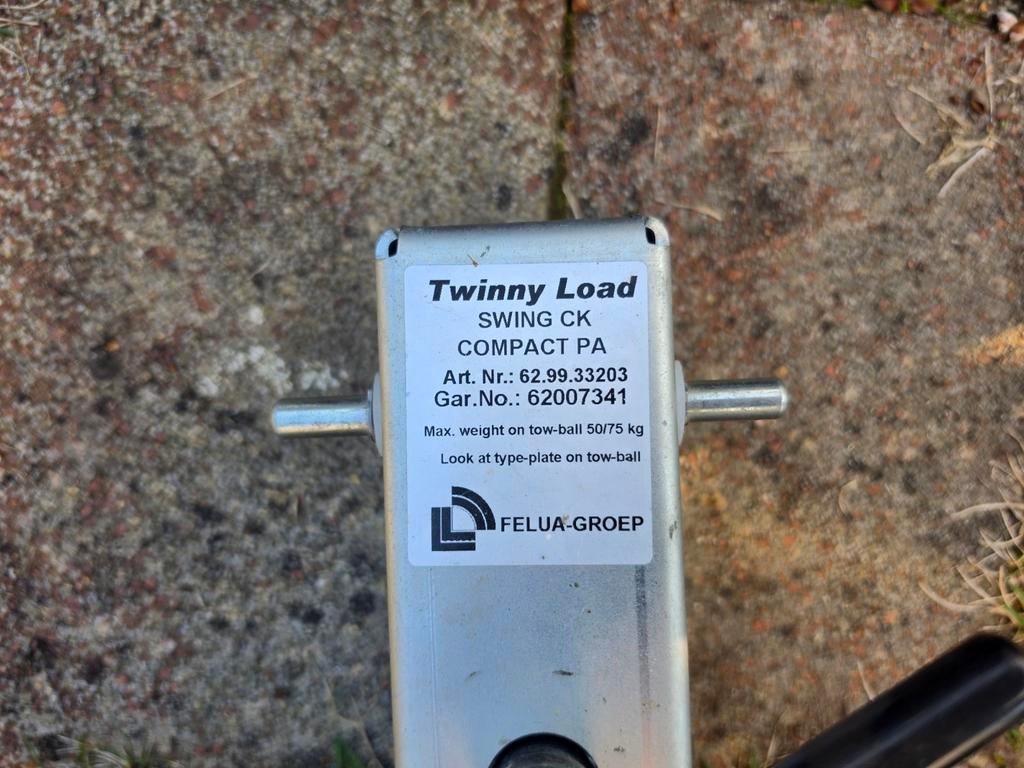 Twinny Load
SWING CK
COMPACT PA
Art. Nr.: 62.99.33203
Gar.No.: 62007341
Max. weight on tow-ball 50/75 kg
Look at type-plate on tow-ball
FELUA-GROEP